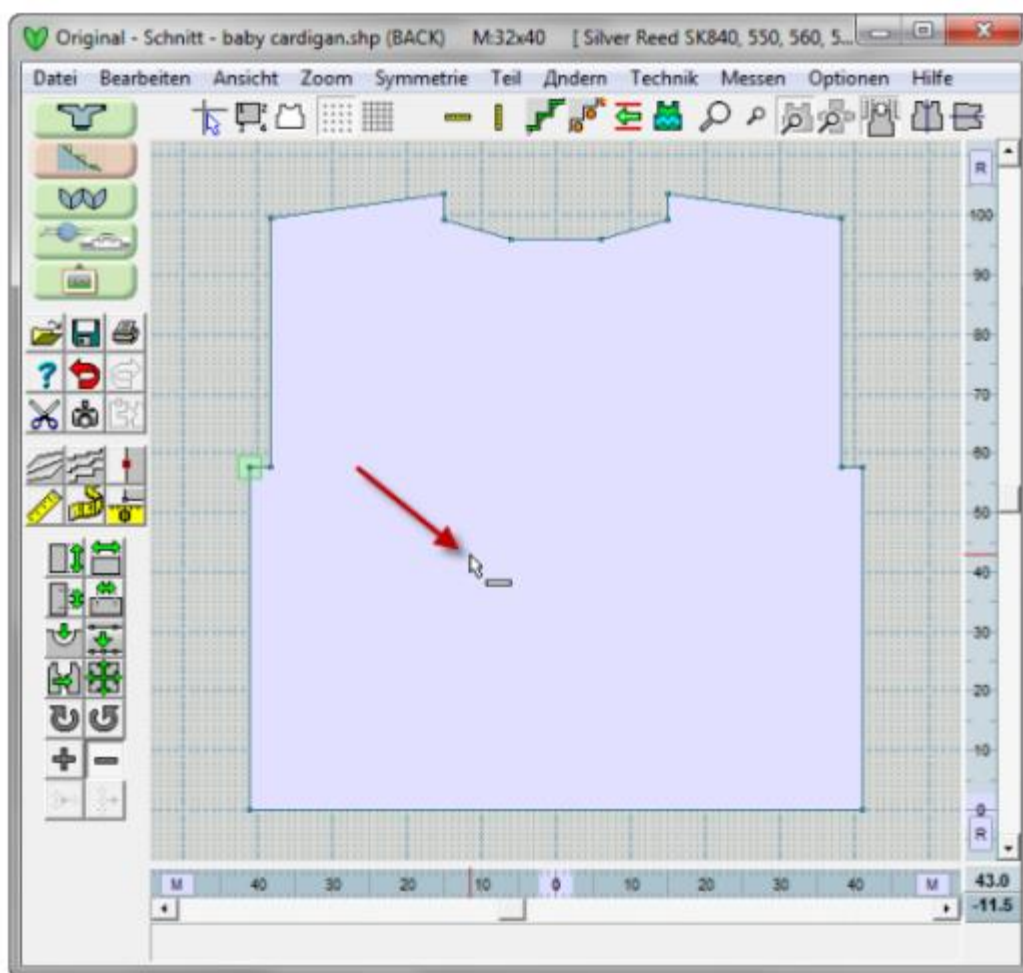 Original - Schnitt - baby cardigan.shp (BACK) M:32x40 [ Silver Reed SK840, 550, 560, 5...
Datei Bearbeiten Ansicht Zoom Symmetrie Teil Ändern Technik Messen Optionen Hilfe
R
100
90
80
70
60
50
40
30
20
10
0
R
M 40 30 20 10 0 10 20 30 40 M
43.0
-11.5